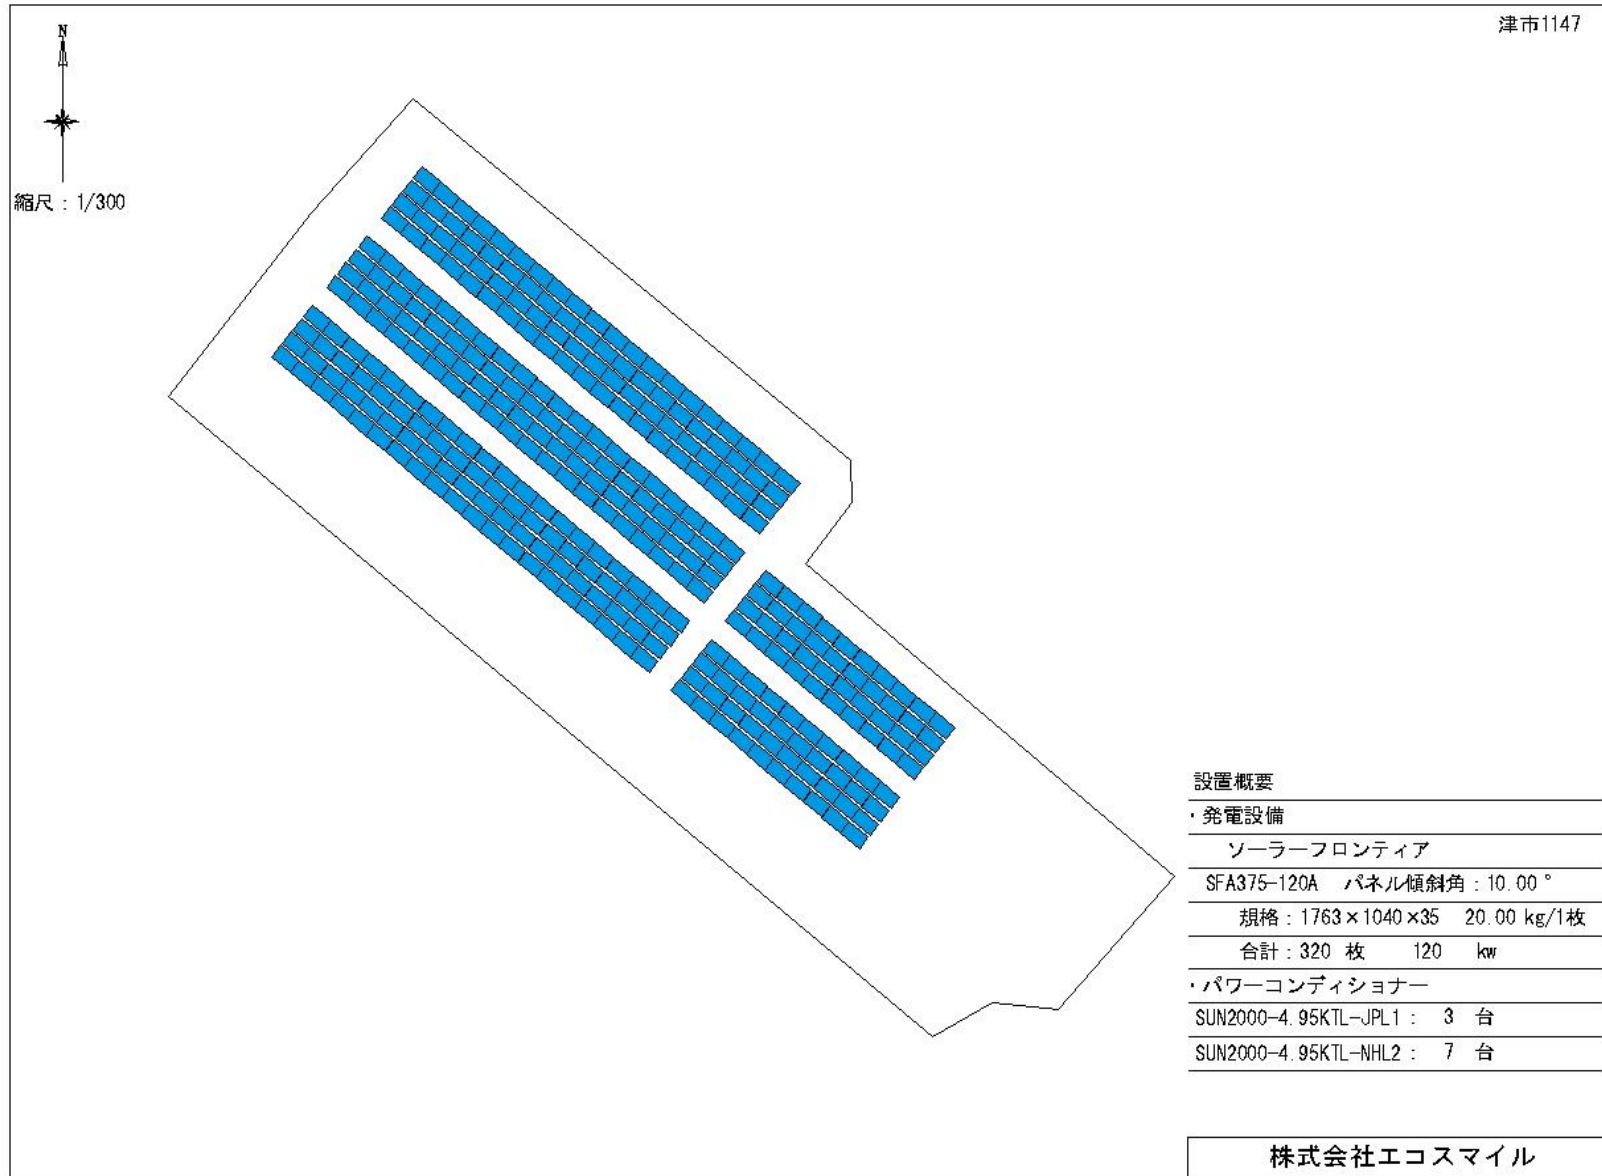 津市1147
N
縮尺：1/300
設置概要
・発電設備
ソーラーフロンティア
SFA375-120A パネル傾斜角：10.00°
規格：1763×1040×35 20.00 kg/1枚
合計：320 枚 120 kw
・パワーコンディショナー
SUN2000-4.95KTL-JPL1： 3 台
SUN2000-4.95KTL-NHL2： 7 台
株式会社エコスマイル